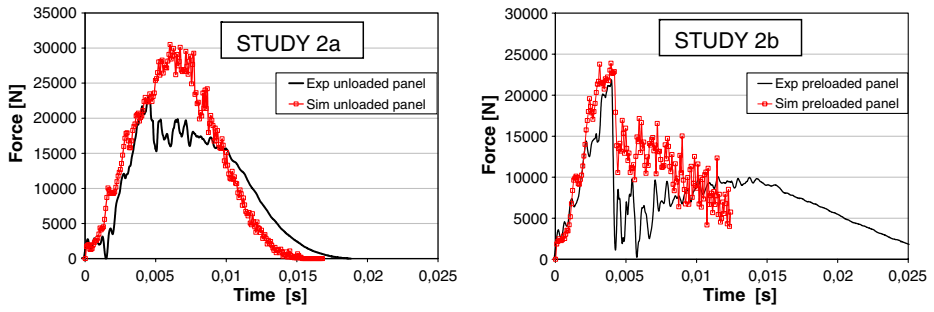 STUDY 2a
Exp unloaded panel
Sim unloaded panel
Force [N]
35000
30000
25000
20000
15000
10000
5000
0
0 0,005 0,01 0,015 0,02 0,025
Time [s]
STUDY 2b
Exp preloaded panel
Sim preloaded panel
Force [N]
30000
25000
20000
15000
10000
5000
0
0 0,005 0,01 0,015 0,02 0,025
Time [s]